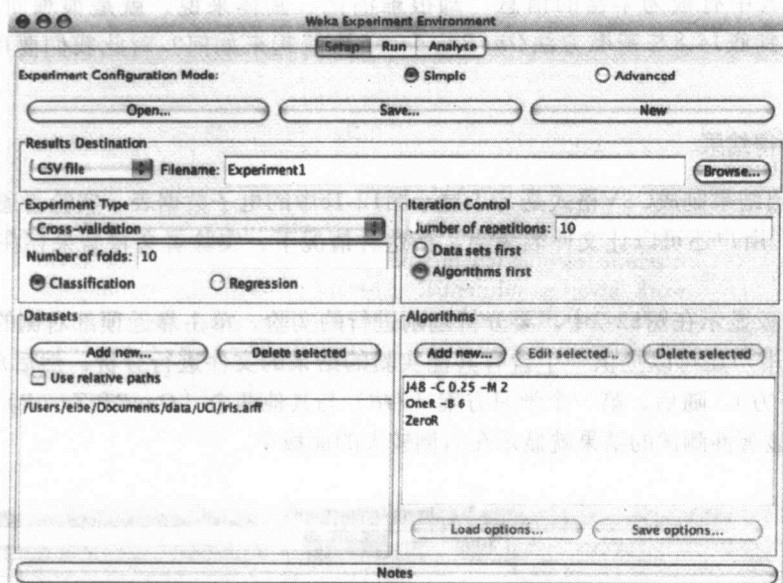 Weka Experiment Environment
Setup Run Analyse
Experiment Configuration Mode: Simple Advanced
Open... Save... New
Results Destination
CSV file Filename: Experiment1 Browse...
Experiment Type
Cross-validation
Number of folds: 10
Classification Regression
Iteration Control
Jumber of repetitions: 10
Data sets first
Algorithms first
Datasets
Add new... Delete selected
Use relative paths
/Users/eibe/Documents/data/UCI/iris.arff
Algorithms
Add new... Edit selected... Delete selected
J48 -C 0.25 -M 2
OneR -B 6
ZeroR
Load options... Save options...
Notes